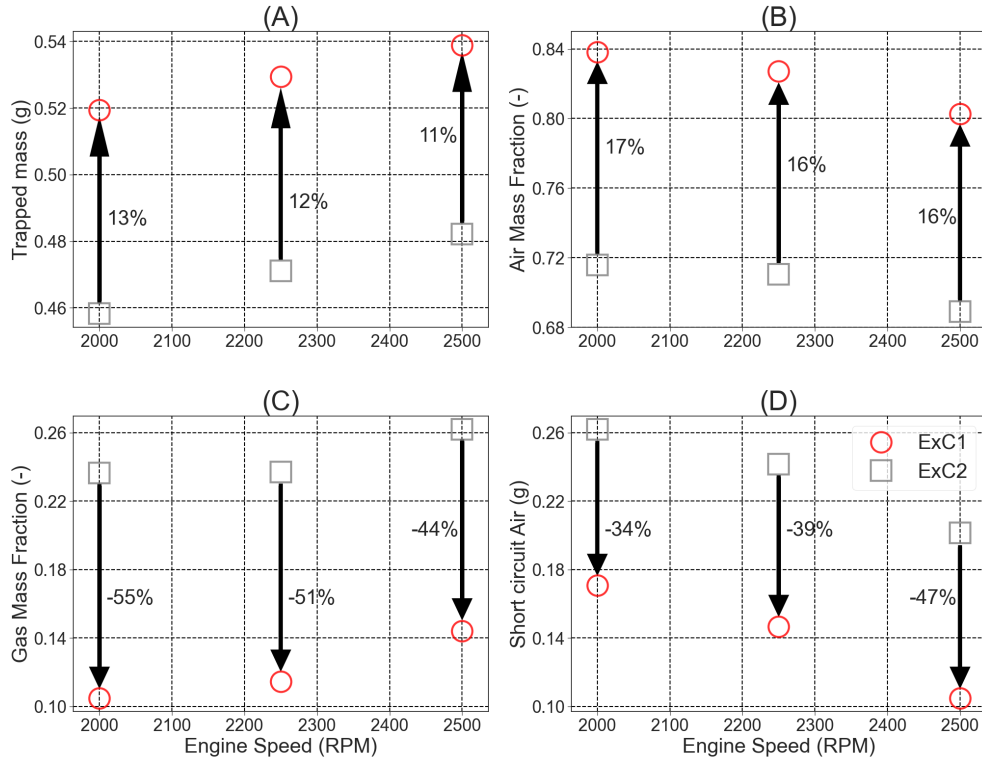 (A)
Trapped mass (g)
0.54
0.52
0.50
0.48
0.46
13%
12%
11%
2000 2100 2200 2300 2400 2500
(B)
Air Mass Fraction (-)
0.84
0.80
0.76
0.72
0.68
17%
16%
16%
2000 2100 2200 2300 2400 2500
(C)
Gas Mass Fraction (-)
0.26
0.22
0.18
0.14
0.10
-55%
-51%
-44%
2000 2100 2200 2300 2400 2500
Engine Speed (RPM)
(D)
Short circuit Air (g)
0.26
0.22
0.18
0.14
0.10
-34%
-39%
-47%
ExC1
ExC2
2000 2100 2200 2300 2400 2500
Engine Speed (RPM)